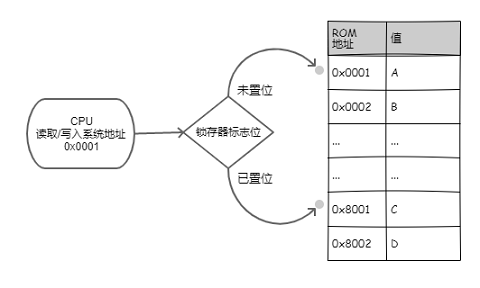 CPU
读取/写入系统地址
0x0001
锁存器标志位
未置位
已置位
ROM
地址
值
0x0001 A
0x0002 B
... ...
... ...
0x8001 C
0x8002 D